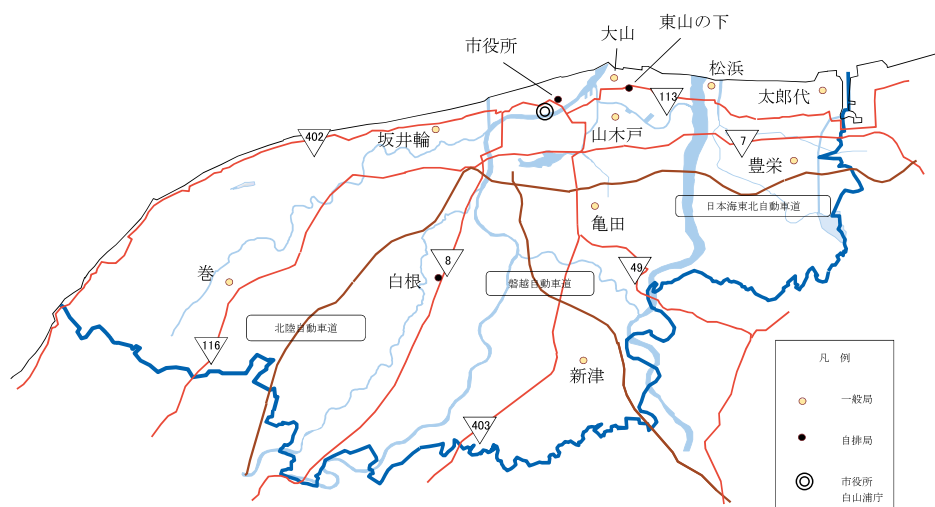 大山
東山の下
市役所
松浜
太郎代
113
402
坂井輪
山木戸
7
豊栄
日本海東北自動車道
亀田
8
49
巻
白根
磐越自動車道
北陸自動車道
116
新津
403
凡 例
一般局
自排局
市役所
白山浦庁